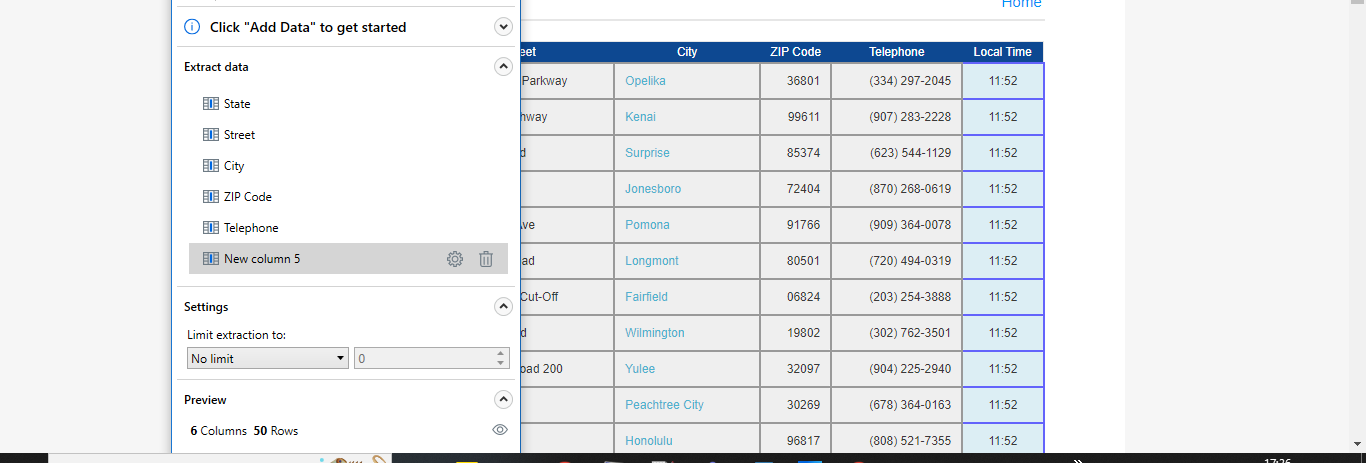 Home
Click "Add Data" to get started
Extract data
State
Street
City
ZIP Code
Telephone
New column 5
Settings
Limit extraction to:
No limit 0
Preview
6 Columns 50 Rows
eet City ZIP Code Telephone Local Time
Parkway Opelika 36801 (334) 297-2045 11:52
hway Kenai 99611 (907) 283-2228 11:52
d Surprise 85374 (623) 544-1129 11:52
Jonesboro 72404 (870) 268-0619 11:52
Ave Pomona 91766 (909) 364-0078 11:52
ad Longmont 80501 (720) 494-0319 11:52
Cut-Off Fairfield 06824 (203) 254-3888 11:52
d Wilmington 19802 (302) 762-3501 11:52
oad 200 Yulee 32097 (904) 225-2940 11:52
Peachtree City 30269 (678) 364-0163 11:52
Honolulu 96817 (808) 521-7355 11:52
17:26